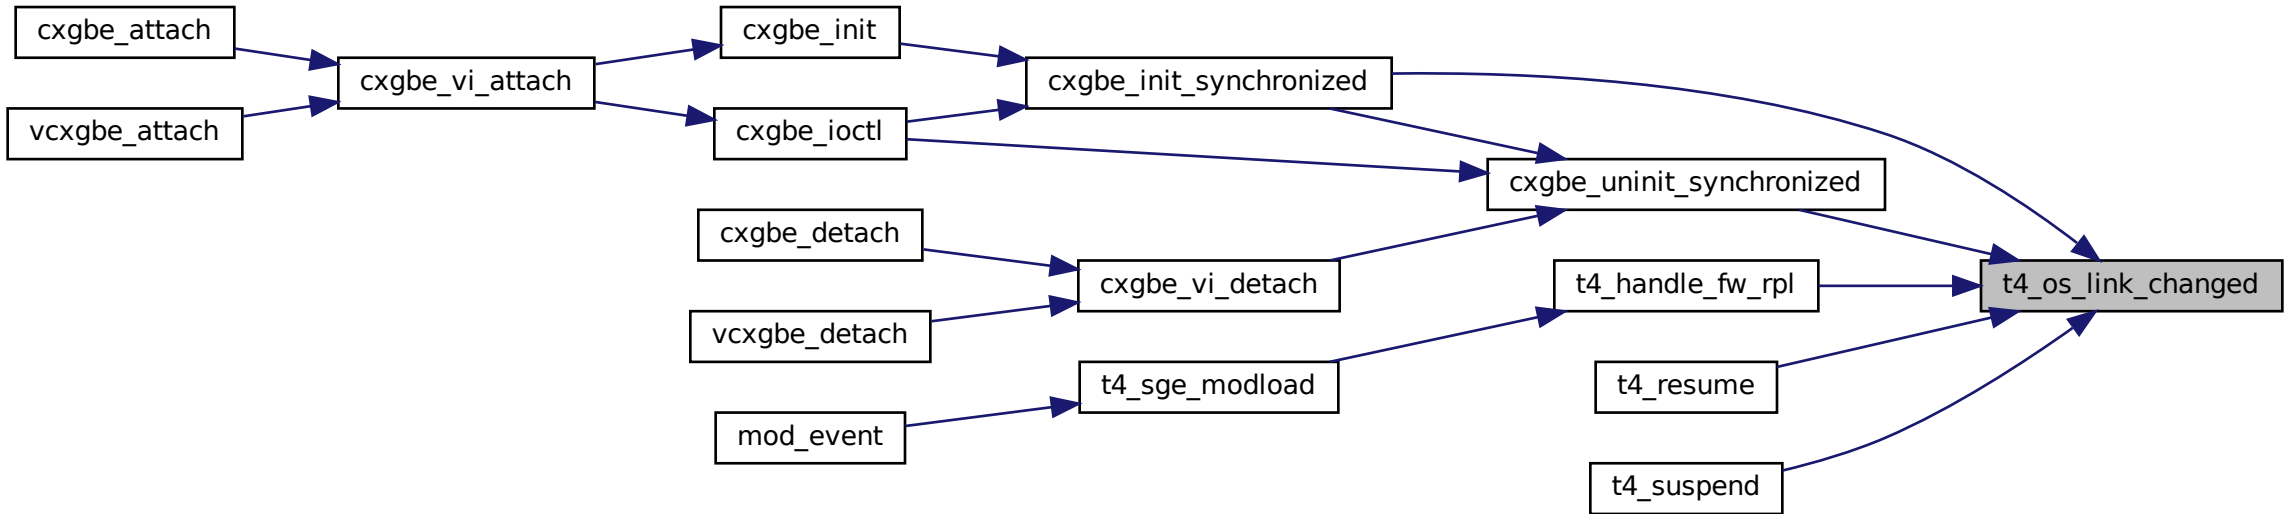 cxgbe_attach
vcxgbe_attach
cxgbe_vi_attach
cxgbe_init
cxgbe_ioctl
cxgbe_init_synchronized
cxgbe_uninit_synchronized
cxgbe_detach
vcxgbe_detach
cxgbe_vi_detach
t4_handle_fw_rpl
t4_os_link_changed
t4_sge_modload
mod_event
t4_resume
t4_suspend